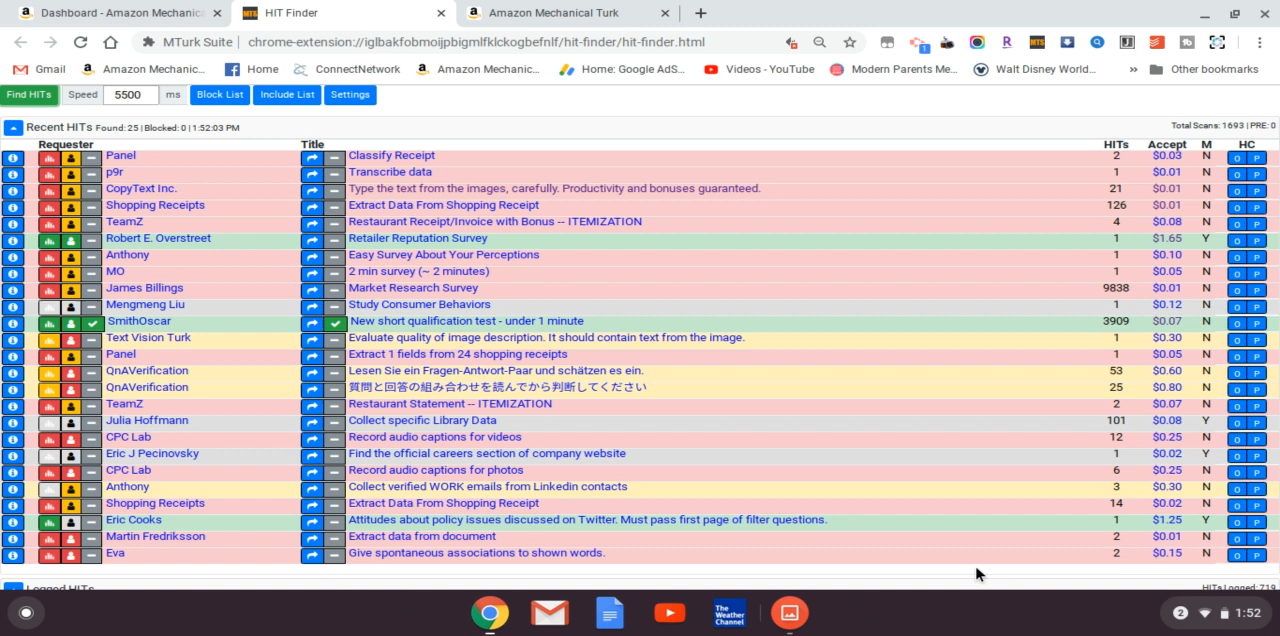 Dashboard - Amazon Mechanica
HIT Finder
Amazon Mechanical Turk
MTurk Suite
chrome-extension://iglbakfobmoijpbigmlfklckogbefnlf/hit-finder/hit-finder.html
Gmail
Amazon Mechanic...
Home
ConnectNetwork
Amazon Mechanic...
Home: Google AdS...
Videos - YouTube
Modern Parents Me...
Walt Disney World...
»
Other bookmarks
Find HITs Speed 5500 ms Block List Include List Settings
Recent HITs Found: 25 | Blocked: 0 | 1:52:03 PM Total Scans: 1693 | PRE: 0
Requester Title HITs Accept M HC
Panel Classify Receipt 2 $0.03 N O P
p9r Transcribe data 1 $0.01 N O P
CopyText Inc. Type the text from the images, carefully. Productivity and bonuses guaranteed. 21 $0.01 N O P
Shopping Receipts Extract Data From Shopping Receipt 126 $0.01 N O P
TeamZ Restaurant Receipt/Invoice with Bonus -- ITEMIZATION 4 $0.08 N O P
Robert E. Overstreet Retailer Reputation Survey 1 $1.65 Y O P
Anthony Easy Survey About Your Perceptions 1 $0.10 N O P
MO 2 min survey (~ 2 minutes) 1 $0.05 N O P
James Billings Market Research Survey 9838 $0.01 N O P
Mengmeng Liu Study Consumer Behaviors 1 $0.12 N O P
SmithOscar New short qualification test - under 1 minute 3909 $0.07 N O P
Text Vision Turk Evaluate quality of image description. It should contain text from the image. 1 $0.30 N O P
Panel Extract 1 fields from 24 shopping receipts 1 $0.05 N O P
QnAVerification Lesen Sie ein Fragen-Antwort-Paar und schätzen es ein. 53 $0.60 N O P
QnAVerification 質問と回答の組み合わせを読んでから判断してください 25 $0.80 N O P
TeamZ Restaurant Statement -- ITEMIZATION 2 $0.07 N O P
Julia Hoffmann Collect specific Library Data 101 $0.08 Y O P
CPC Lab Record audio captions for videos 12 $0.25 N O P
Eric J Pecinovsky Find the official careers section of company website 1 $0.02 Y O P
CPC Lab Record audio captions for photos 6 $0.25 N O P
Anthony Collect verified WORK emails from Linkedin contacts 3 $0.30 N O P
Shopping Receipts Extract Data From Shopping Receipt 14 $0.02 N O P
Eric Cooks Attitudes about policy issues discussed on Twitter. Must pass first page of filter questions. 1 $1.25 Y O P
Martin Fredriksson Extract data from document 2 $0.01 N O P
Eva Give spontaneous associations to shown words. 2 $0.15 N O P
Logged HITs HITs Logged: 719
The Weather Channel
2 1:52